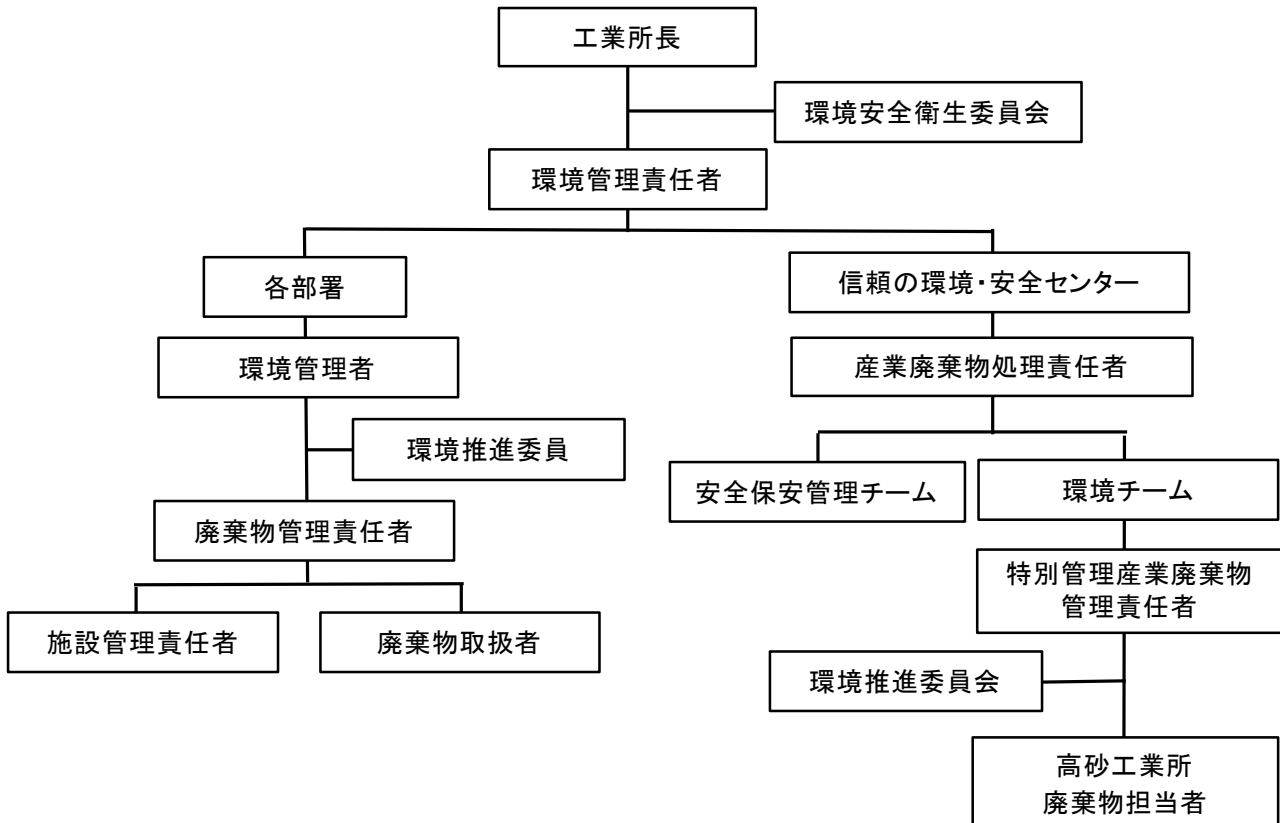 工業所長
環境安全衛生委員会
環境管理責任者
各部署
信頼の環境・安全センター
環境管理者
産業廃棄物処理責任者
環境推進委員
安全保安管理チーム
環境チーム
廃棄物管理責任者
特別管理産業廃棄物
管理責任者
施設管理責任者
廃棄物取扱者
環境推進委員会
高砂工業所
廃棄物担当者